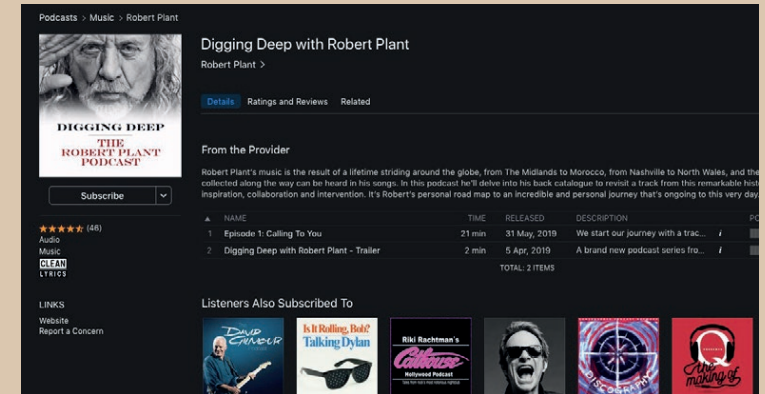 Podcasts > Music > Robert Plant
DIGGING DEEP
THE
ROBERT PLANT
PODCAST
Subscribe
(46)
Audio
Music
CLEAN
LYRICS
LINKS
Website
Report a Concern
Digging Deep with Robert Plant
Robert Plant >
Details Ratings and Reviews Related
From the Provider
Robert Plant's music is the result of a lifetime striding around the globe, from The Midlands to Morocco, from Nashville to North Wales, and the
collected along the way can be heard in his songs. In this podcast he'll delve into his back catalogue to revisit a track from this remarkable hist
inspiration, collaboration and intervention. It's Robert's personal road map to an incredible and personal journey that's ongoing to this very day.
NAME TIME RELEASED DESCRIPTION PO
1 Episode 1: Calling To You 21 min 31 May, 2019 We start our journey with a trac... i
2 Digging Deep with Robert Plant - Trailer 2 min 5 Apr, 2019 A brand new podcast series fro... i
TOTAL: 2 ITEMS
Listeners Also Subscribed To
DAVID
GILMOUR
Is It Rolling, Bob?
Talking Dylan
Riki Rachtman's
Cathouse
Hollywood Podcast
DISCOGRAPHY
Q
the
making of